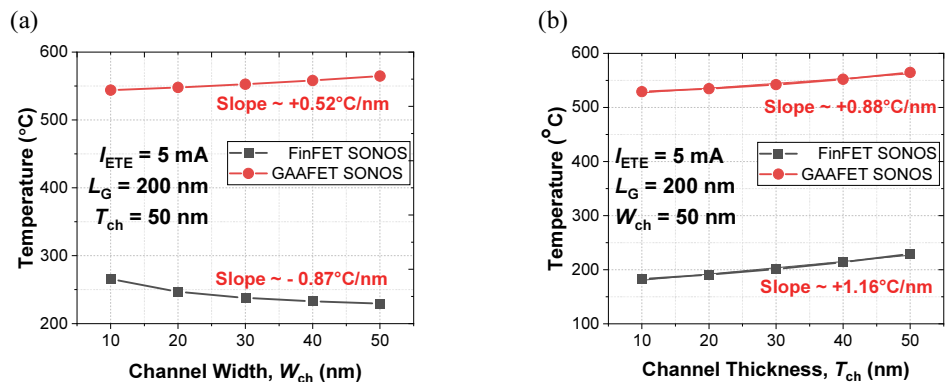 (a)
600
500
400
300
200
Temperature (°C)
Slope ~ +0.52°C/nm
I_ETE = 5 mA
L_G = 200 nm
T_ch = 50 nm
FinFET SONOS
GAAFET SONOS
Slope ~ - 0.87°C/nm
10 20 30 40 50
Channel Width, W_ch (nm)
(b)
600
500
400
300
200
100
Temperature (°C)
Slope ~ +0.88°C/nm
I_ETE = 5 mA
L_G = 200 nm
W_ch = 50 nm
FinFET SONOS
GAAFET SONOS
Slope ~ +1.16°C/nm
10 20 30 40 50
Channel Thickness, T_ch (nm)